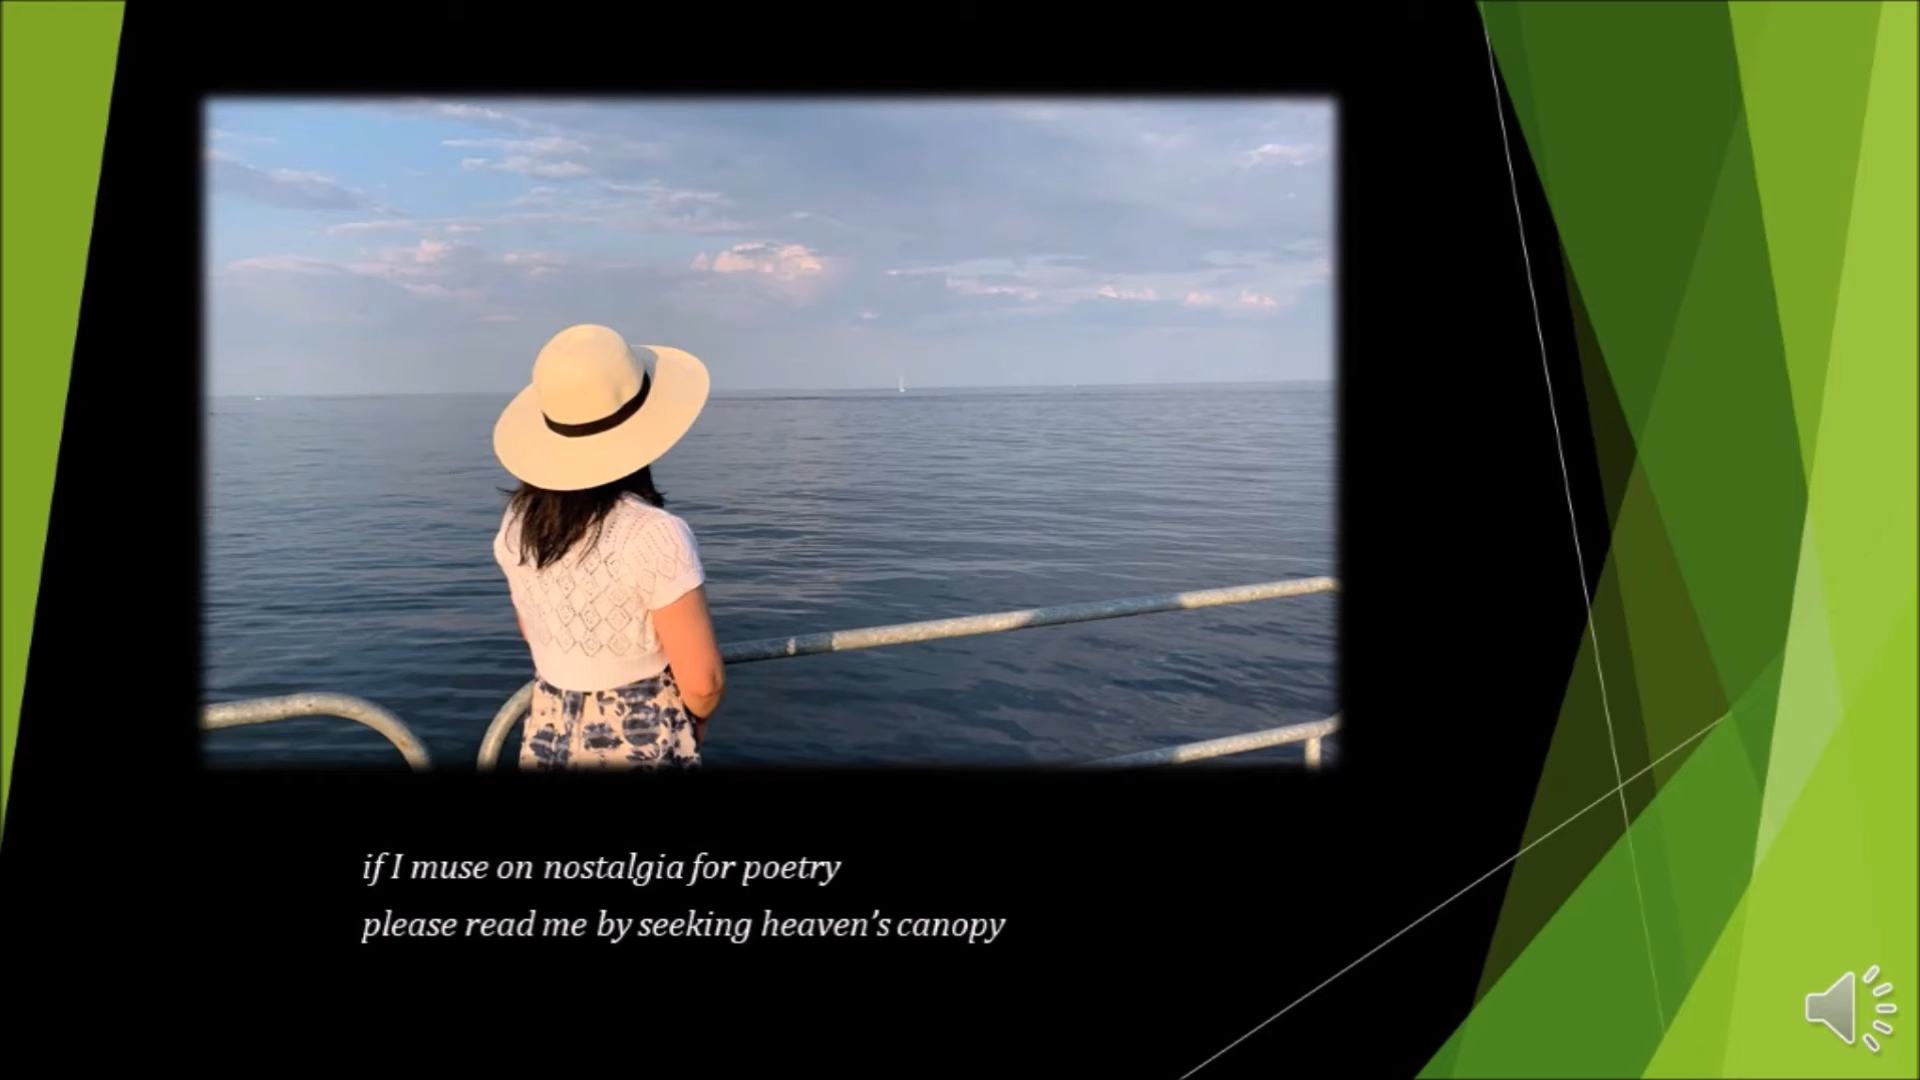 if I muse on nostalgia for poetry
please read me by seeking heaven's canopy